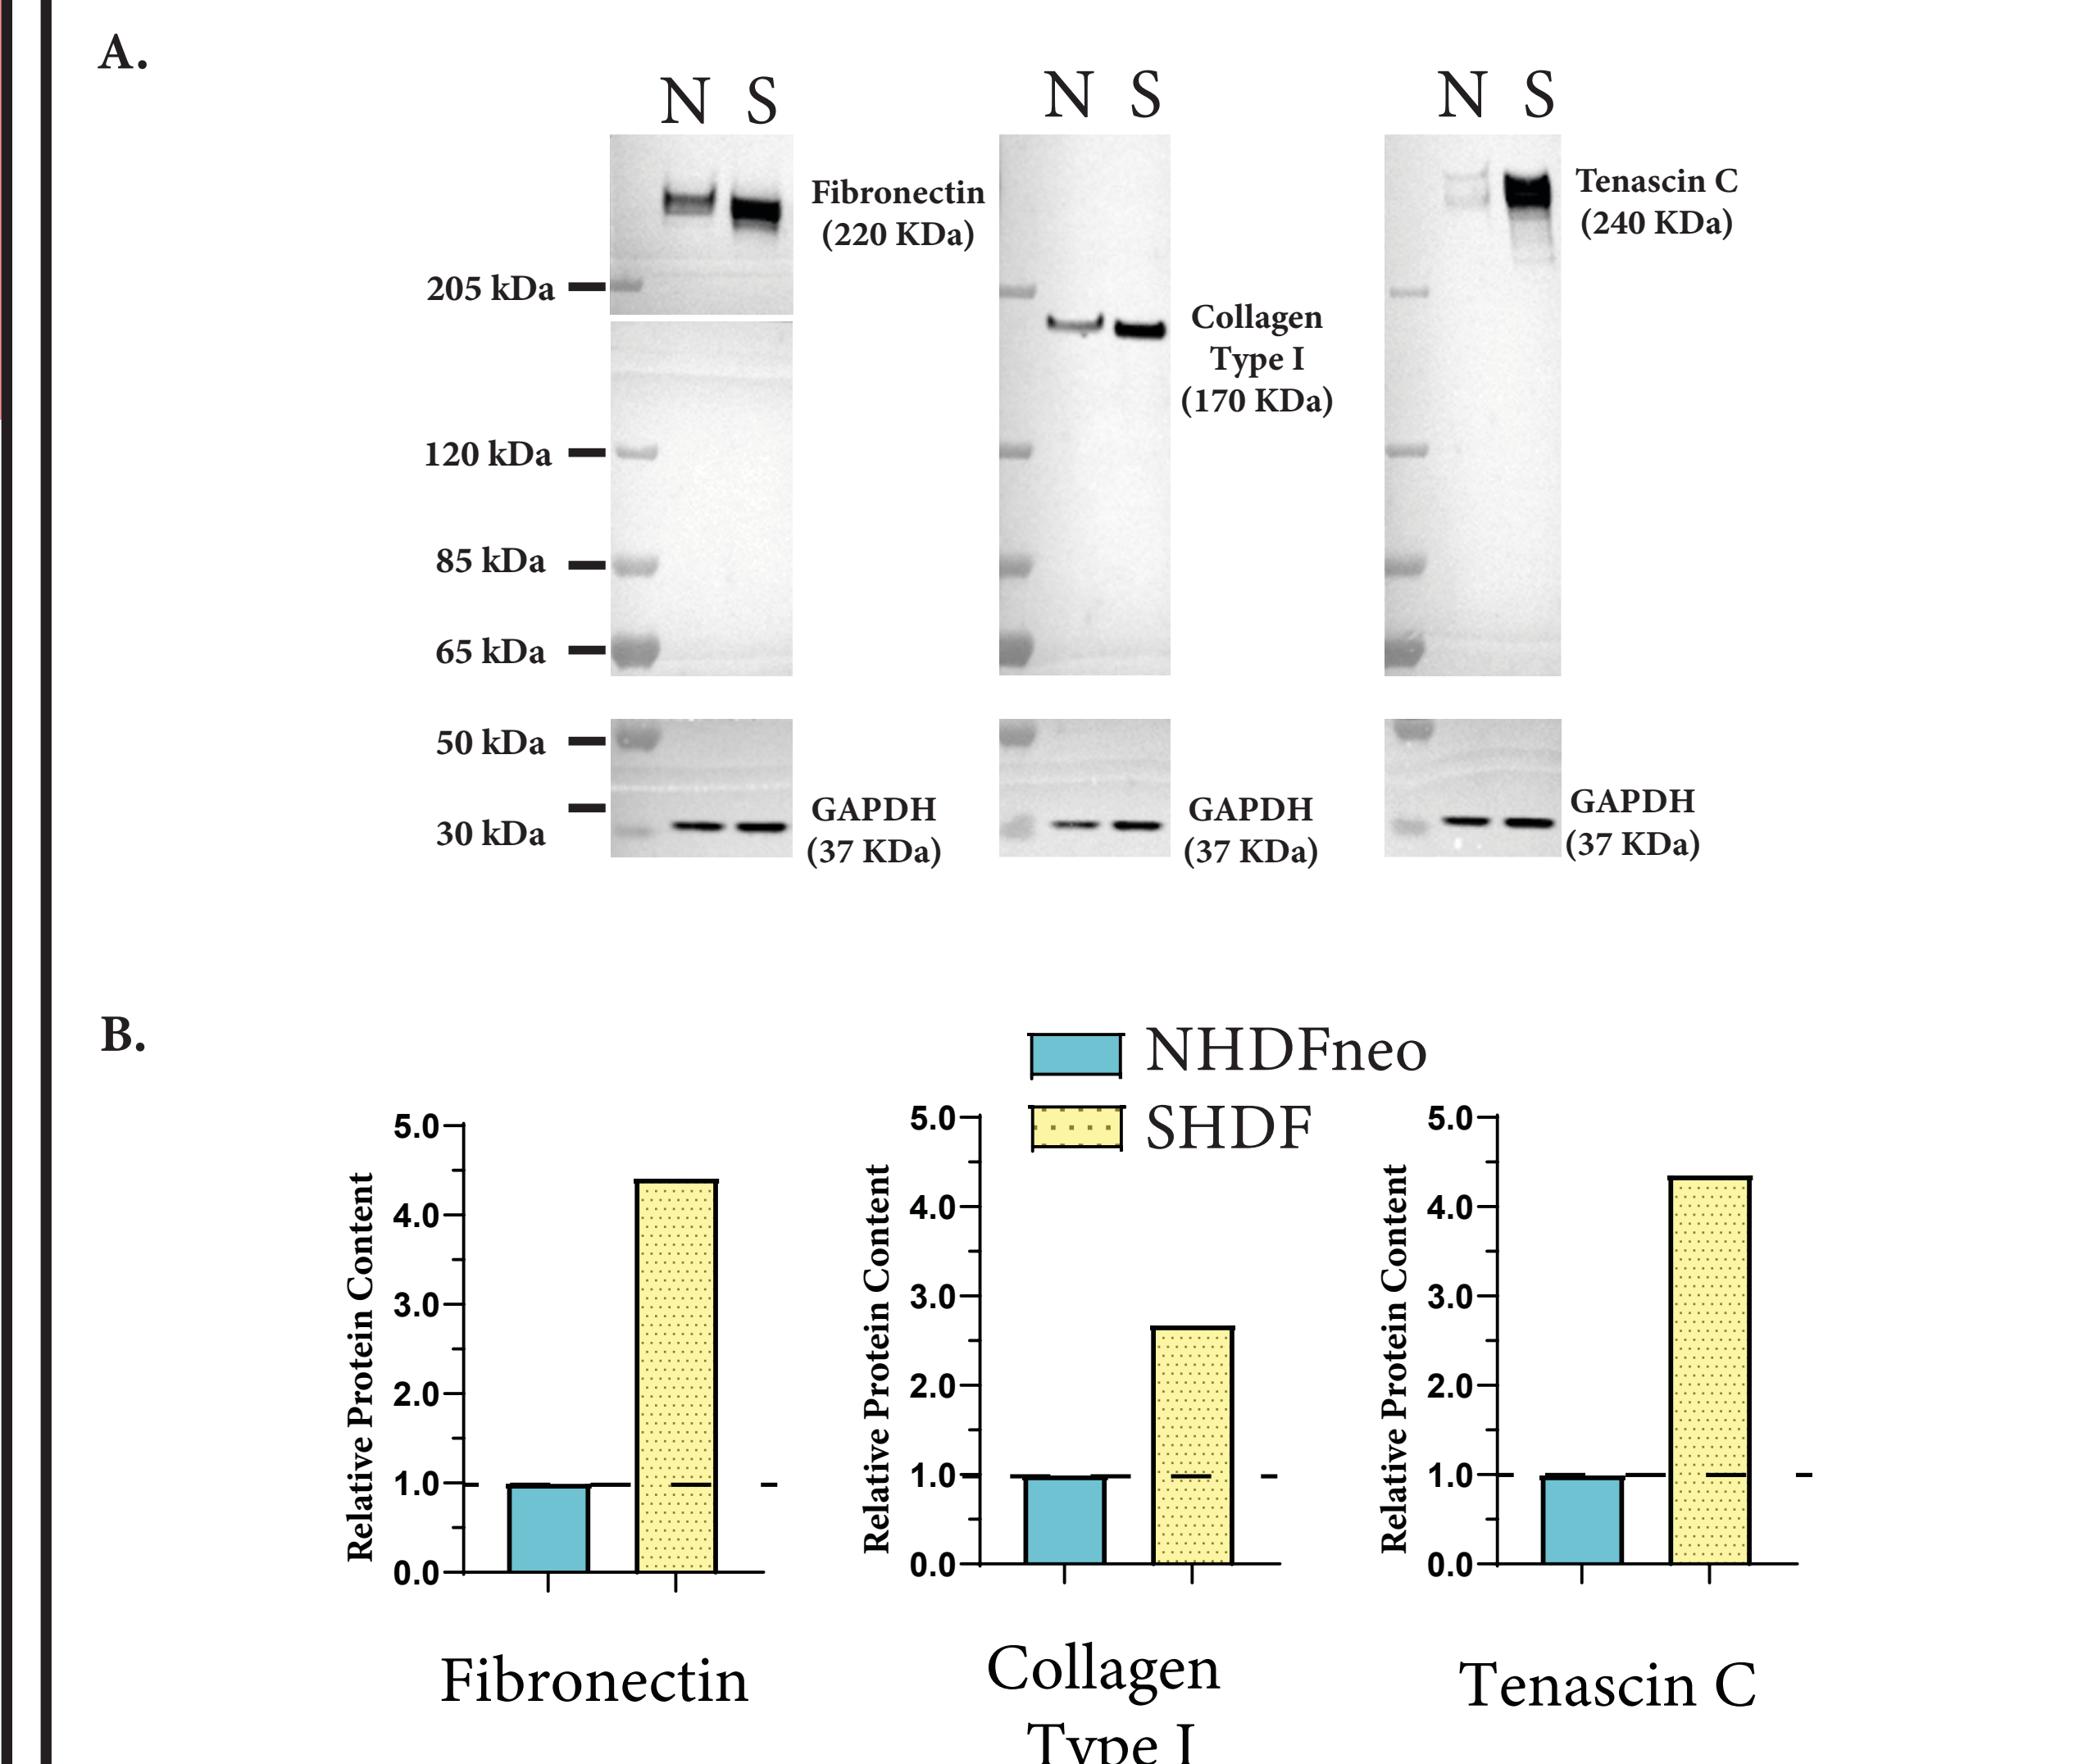 A.
N S
N S
N S
Fibronectin
(220 KDa)
Tenascin C
(240 KDa)
205 kDa
Collagen
Type I
(170 KDa)
120 kDa
85 kDa
65 kDa
50 kDa
30 kDa
GAPDH
(37 KDa)
GAPDH
(37 KDa)
GAPDH
(37 KDa)
B.
NHDFneo
SHDF
Relative Protein Content
5.0
4.0
3.0
2.0
1.0
0.0
Fibronectin
Relative Protein Content
5.0
4.0
3.0
2.0
1.0
0.0
Collagen
Type I
Relative Protein Content
5.0
4.0
3.0
2.0
1.0
0.0
Tenascin C